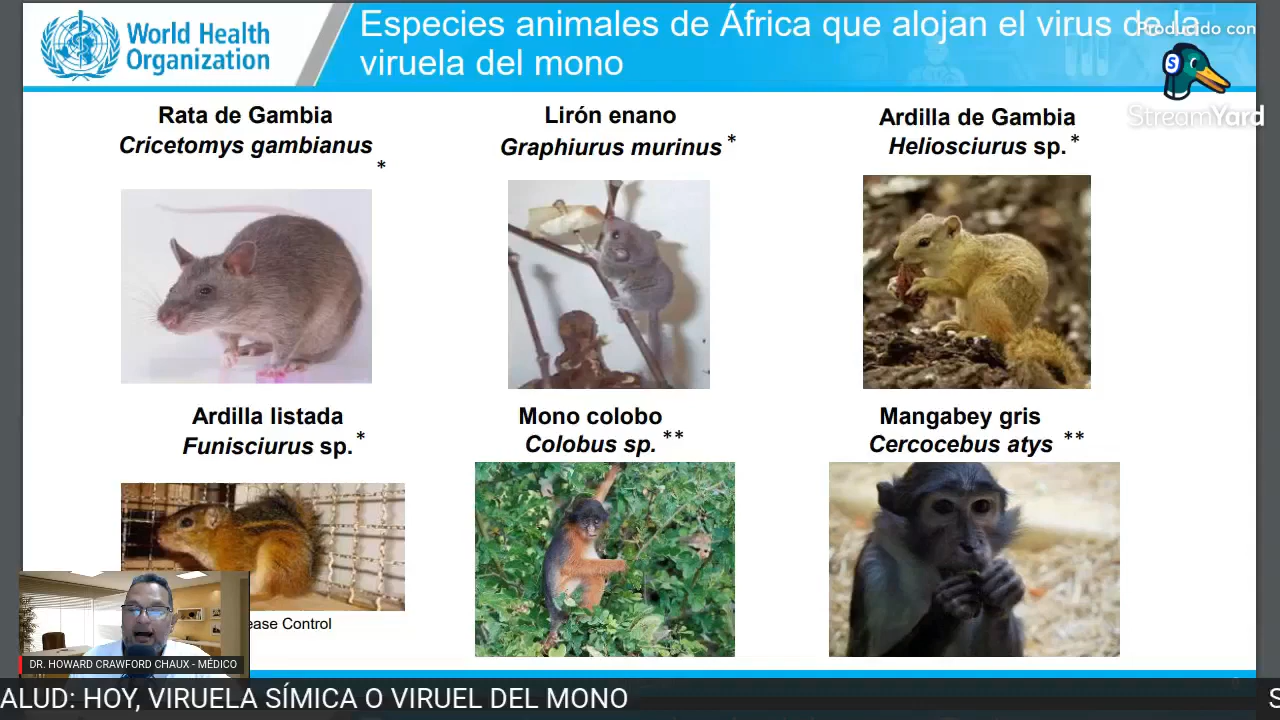 World Health
Organization
Especies animales de África que alojan el virus de la
viruela del mono
Producido con
StreamYard
Rata de Gambia
Cricetomys gambianus
*
Lirón enano
Graphiurus murinus *
Ardilla de Gambia
Heliosciurus sp. *
Ardilla listada
Funisciurus sp. *
Mono colobo
Colobus sp. **
Mangabey gris
Cercocebus atys **
ease Control
DR. HOWARD CRAWFORD CHAUX - MÉDICO
ALUD: HOY, VIRUELA SÍMICA O VIRUEL DEL MONO
S